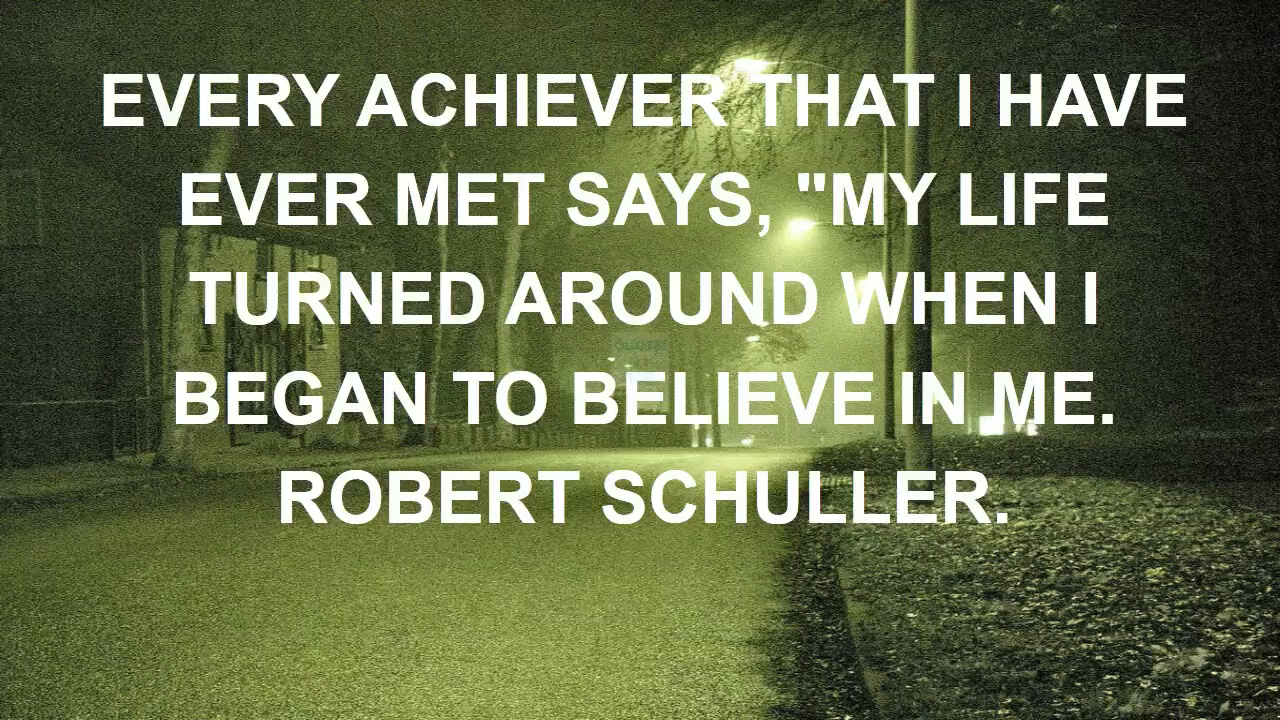 EVERY ACHIEVER THAT I HAVE
EVER MET SAYS, "MY LIFE
TURNED AROUND WHEN I
BEGAN TO BELIEVE IN ME.
ROBERT SCHULLER.